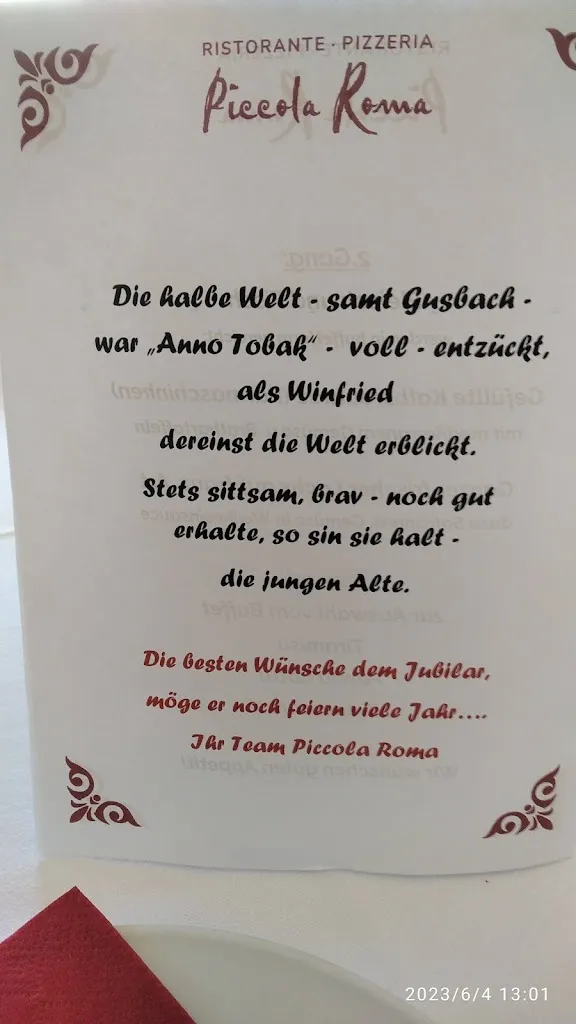 RISTORANTE · PIZZERIA
Piccola Roma
Die halbe Welt - samt Gusbach -
war „Anno Tobak“ - voll - entzückt,
als Winfried
dereinst die Welt erblickt.
Stets sittsam, brav - noch gut
erhalte, so sin sie halt -
die jungen Alte.
Die besten Wünsche dem Jubilar,
möge er noch feiern viele Jahr....
Ihr Team Piccola Roma
2023/6/4 13:01